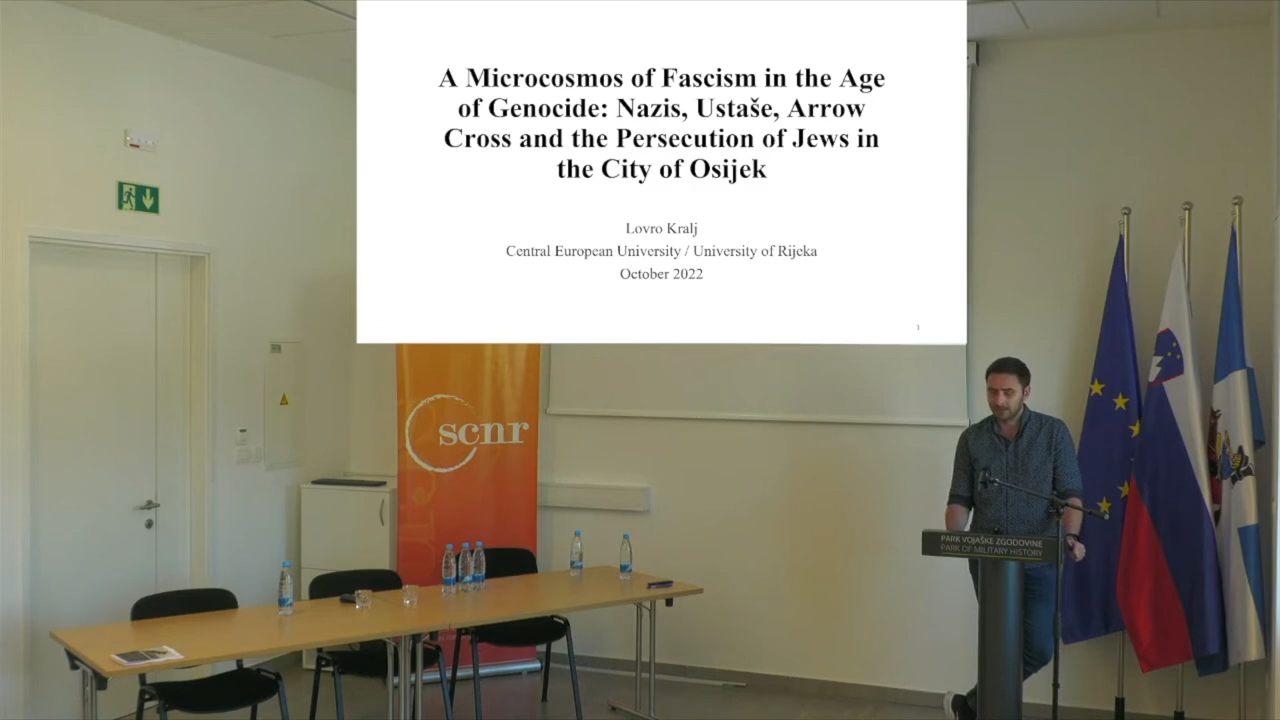 A Microcosmos of Fascism in the Age
of Genocide: Nazis, Ustaše, Arrow
Cross and the Persecution of Jews in
the City of Osijek
Lovro Kralj
Central European University / University of Rijeka
October 2022
1
scnr
PARK VOJAŠKE ZGODOVINE
PARK OF MILITARY HISTORY